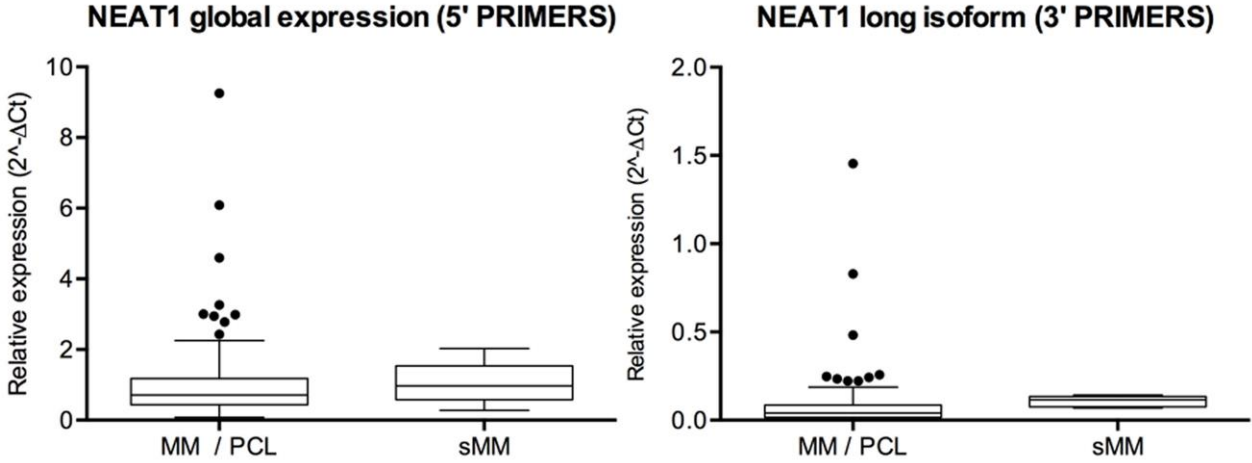 NEAT1 global expression (5' PRIMERS)
Relative expression (2^-ΔCt)
10
8
6
4
2
0
MM / PCL
sMM
NEAT1 long isoform (3' PRIMERS)
Relative expression (2^-ΔCt)
2.0
1.5
1.0
0.5
0.0
MM / PCL
sMM